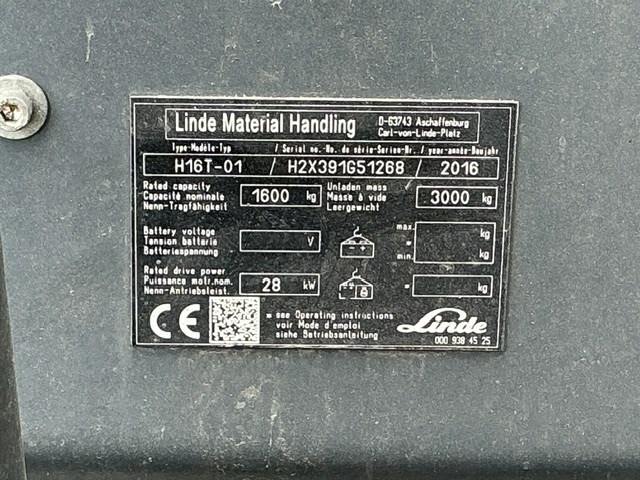 Linde Material Handling
D-63743 Aschaffenburg
Carl-von-Linde-Platz
Type-Modèle-Typ / Serial no.-No. de série-Serien-Nr. / year-année-Baujahr
H16T-01 / H2X391G51268 / 2016
Rated capacity
Capacité nominale 1600 kg
Nenn-Tragfähigkeit
Unladen mass
Masse à vide 3000 kg
Leergewicht
Battery voltage
Tension batterie V
Batteriespannung
max. kg
=
min. kg
Rated drive power
Puissance motr.nom. 28 kW
Nenn-Antriebsleist.
= kg
CE
= see Operating instructions
voir Mode d'emploi
siehe Betriebsanleitung
Linde
000 938 45 25